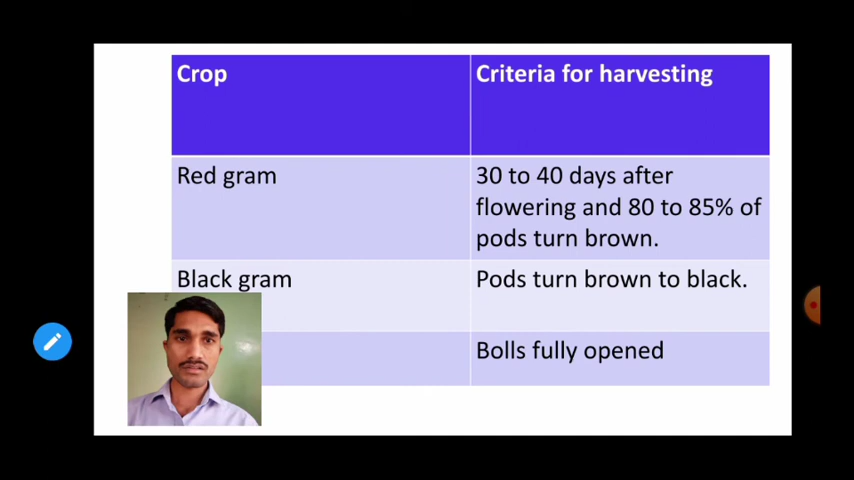 Crop
Criteria for harvesting
Red gram
30 to 40 days after
flowering and 80 to 85% of
pods turn brown.
Black gram
Pods turn brown to black.
Bolls fully opened